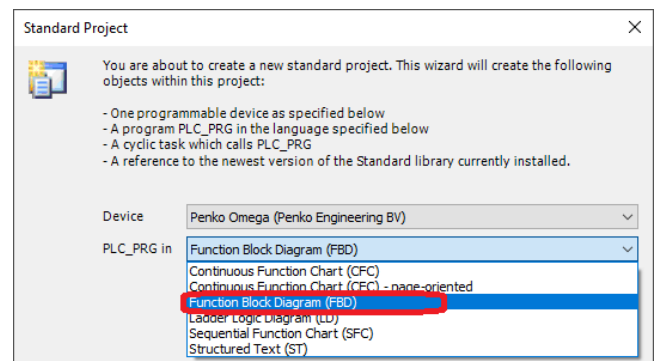 Standard Project
You are about to create a new standard project. This wizard will create the following
objects within this project:
- One programmable device as specified below
- A program PLC_PRG in the language specified below
- A cyclic task which calls PLC_PRG
- A reference to the newest version of the Standard library currently installed.
Device Penko Omega (Penko Engineering BV)
PLC_PRG in Function Block Diagram (FBD)
Continuous Function Chart (CFC)
Continuous Function Chart (CFC) - page-oriented
Function Block Diagram (FBD)
Ladder Logic Diagram (LD)
Sequential Function Chart (SFC)
Structured Text (ST)